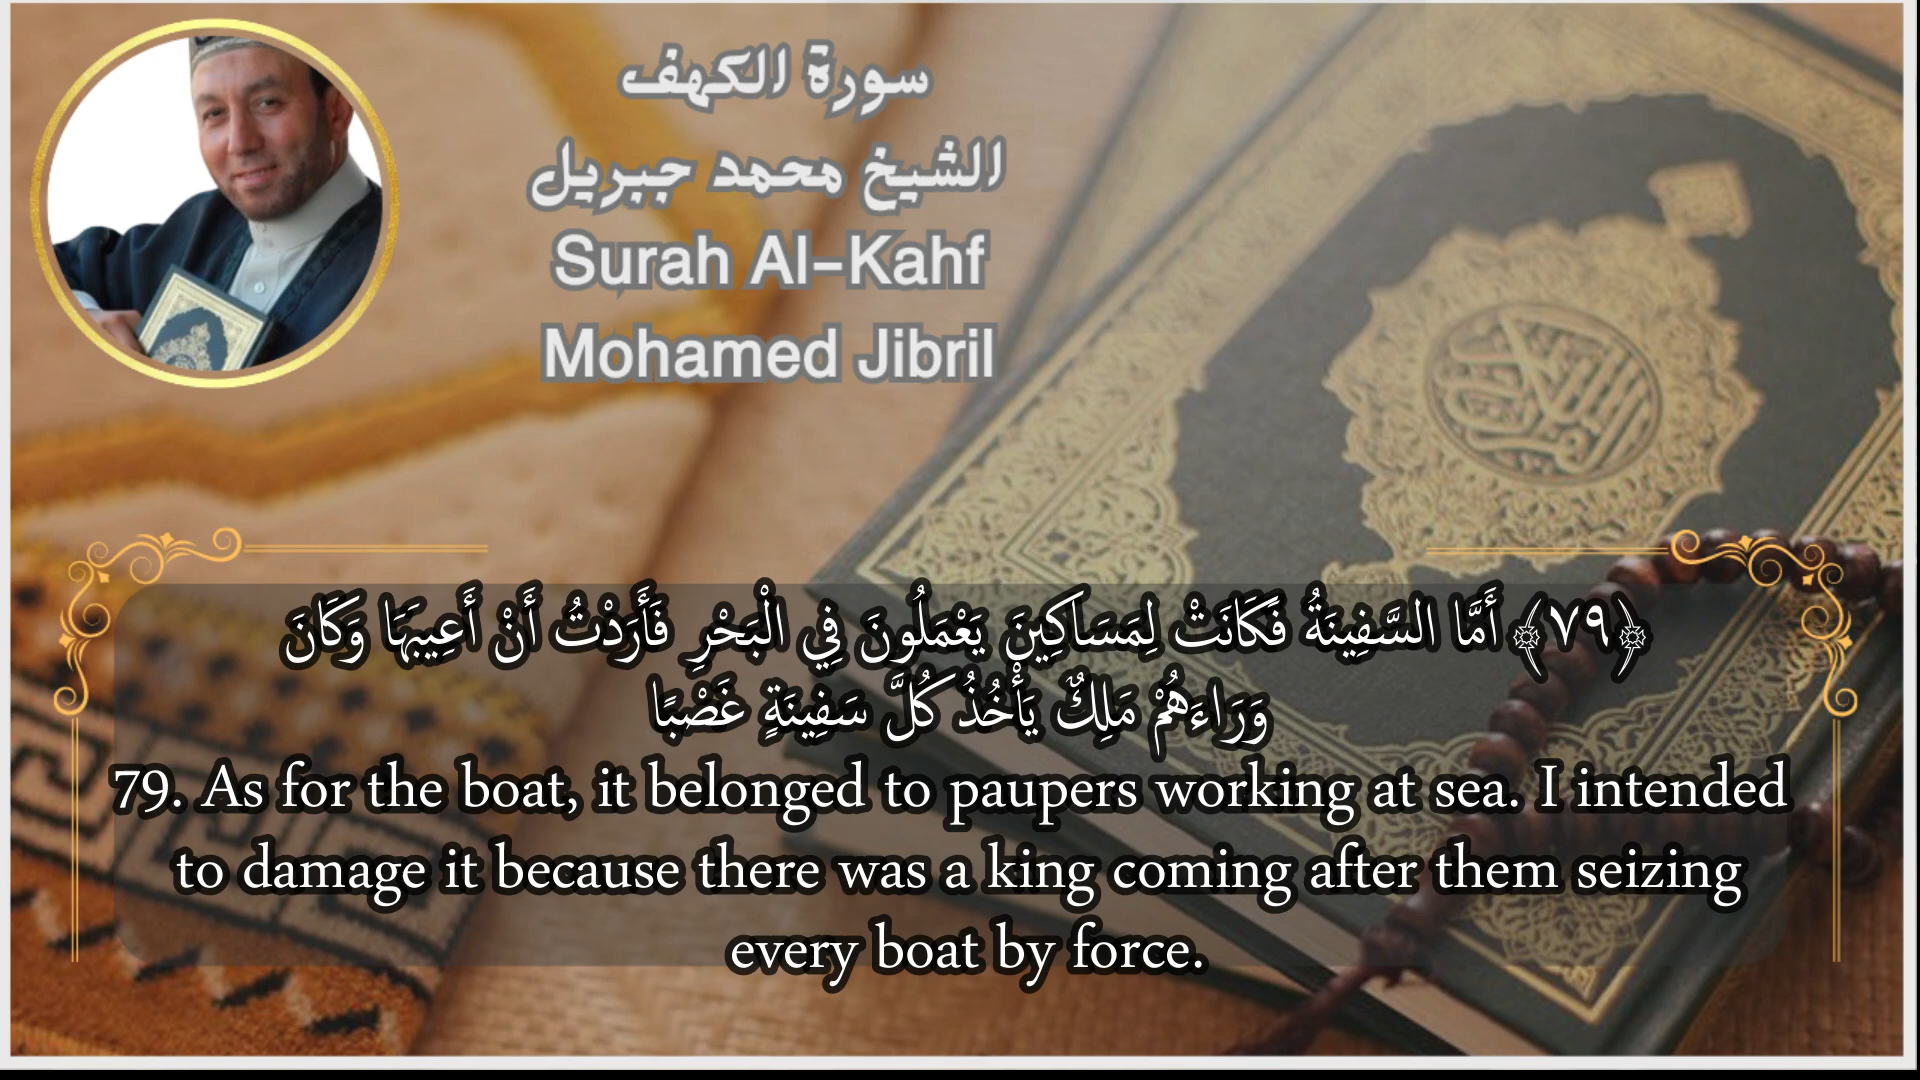 سورة الكهف
الشيخ محمد جبريل
Surah Al-Kahf
Mohamed Jibril
﴿٧٩﴾ أَمَّا السَّفِينَةُ فَكَانَتْ لِمَسَاكِينَ يَعْمَلُونَ فِي الْبَحْرِ فَأَرَدْتُ أَنْ أَعِيبَهَا وَكَانَ
وَرَاءَهُمْ مَلِكٌ يَأْخُذُ كُلَّ سَفِينَةٍ غَصْبًا
79. As for the boat, it belonged to paupers working at sea. I intended
to damage it because there was a king coming after them seizing
every boat by force.